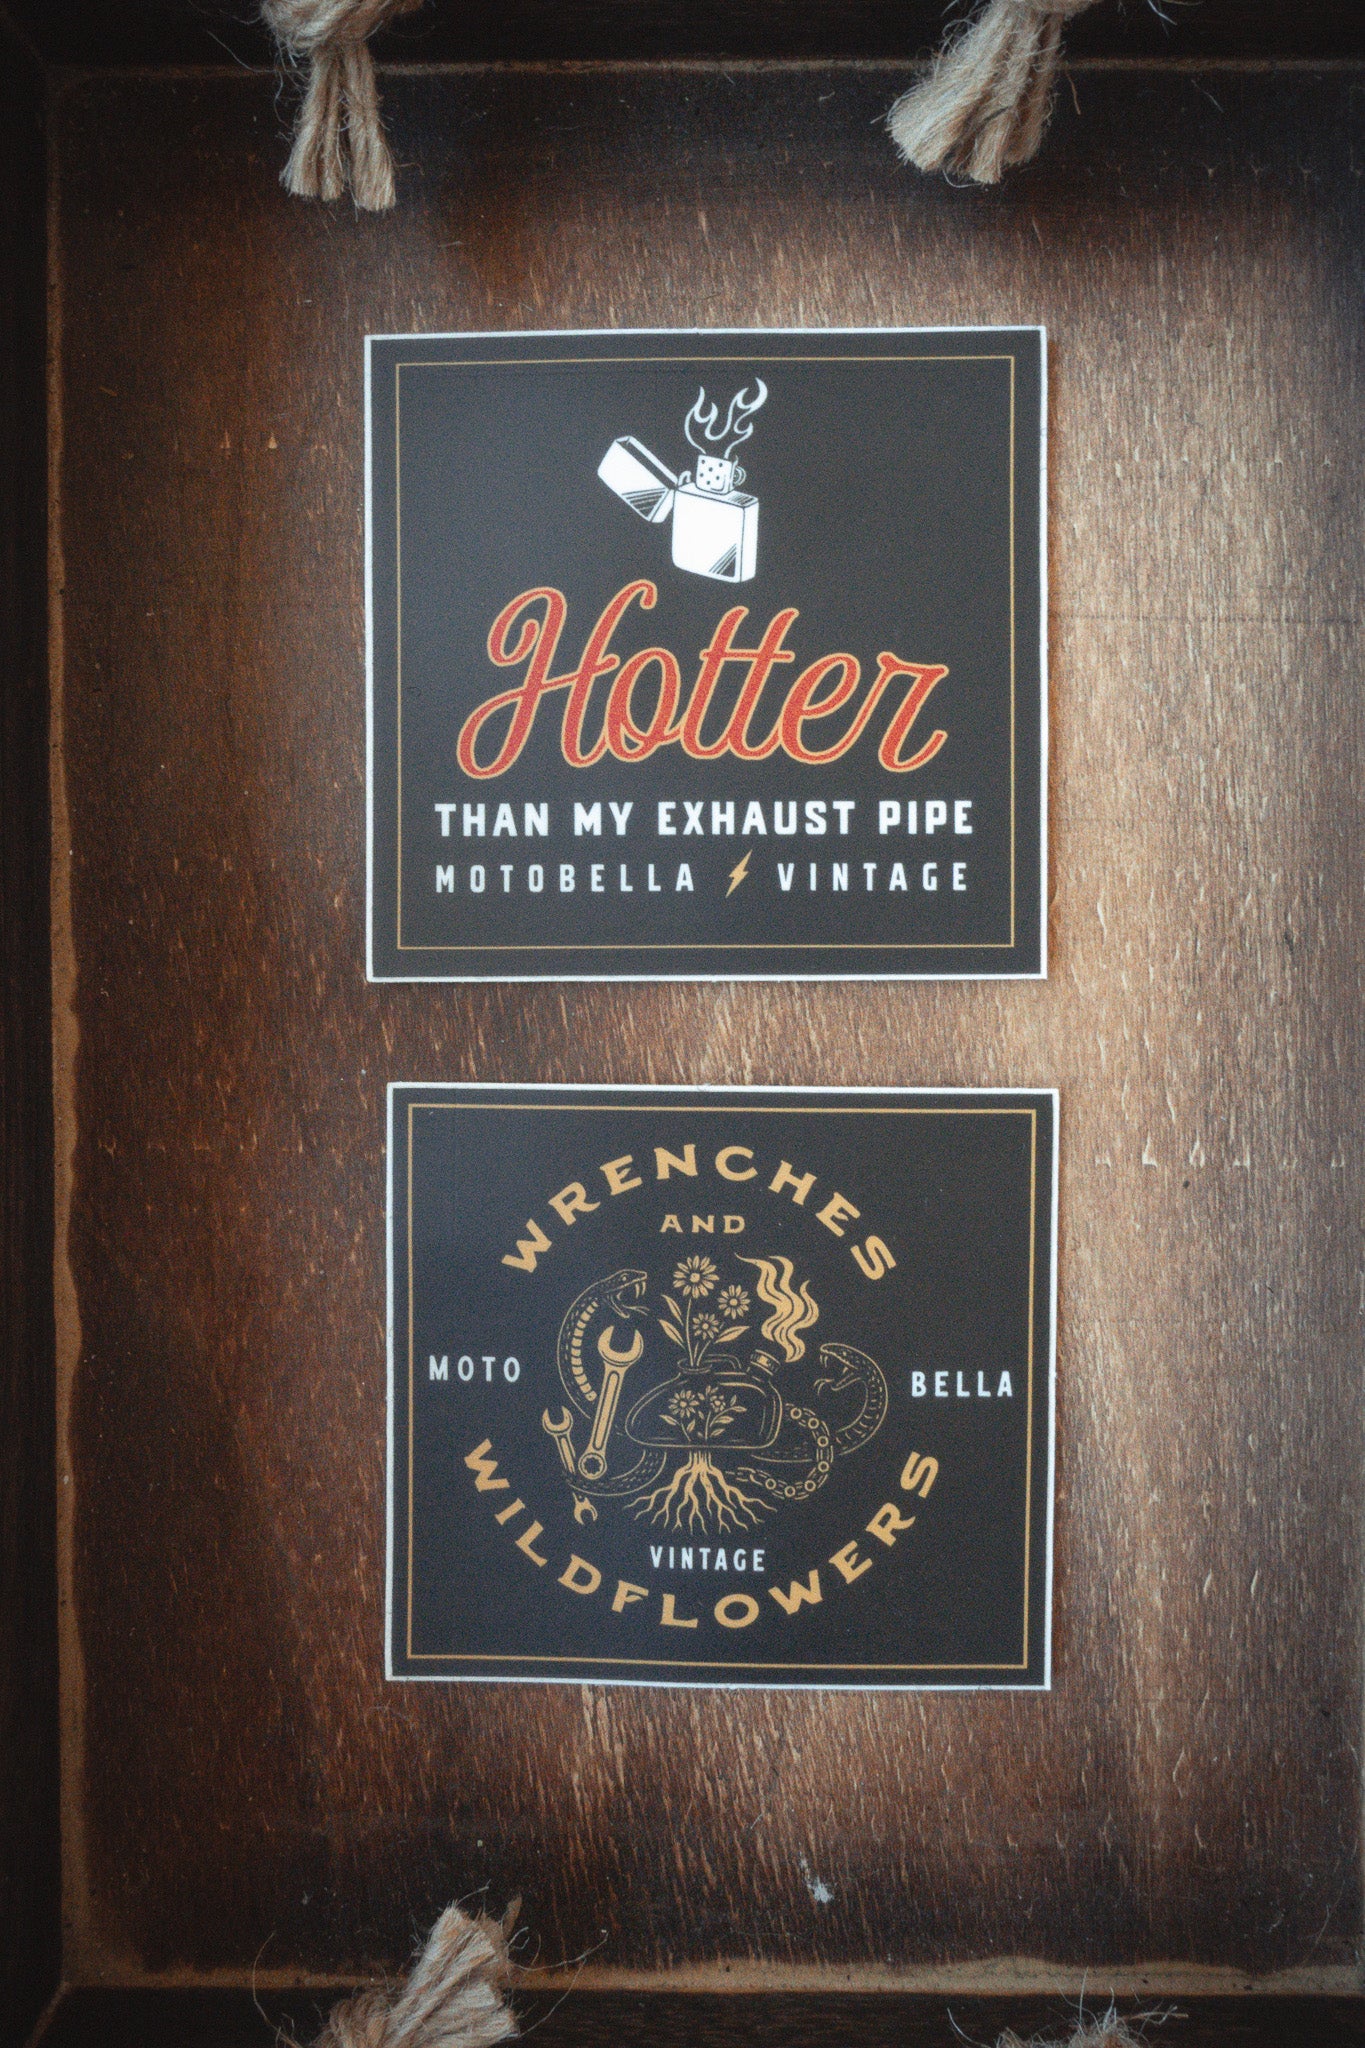 Hotter
THAN MY EXHAUST PIPE
MOTOBELLA VINTAGE
WRENCHES
AND
MOTO
BELLA
VINTAGE
WILDFLOWERS